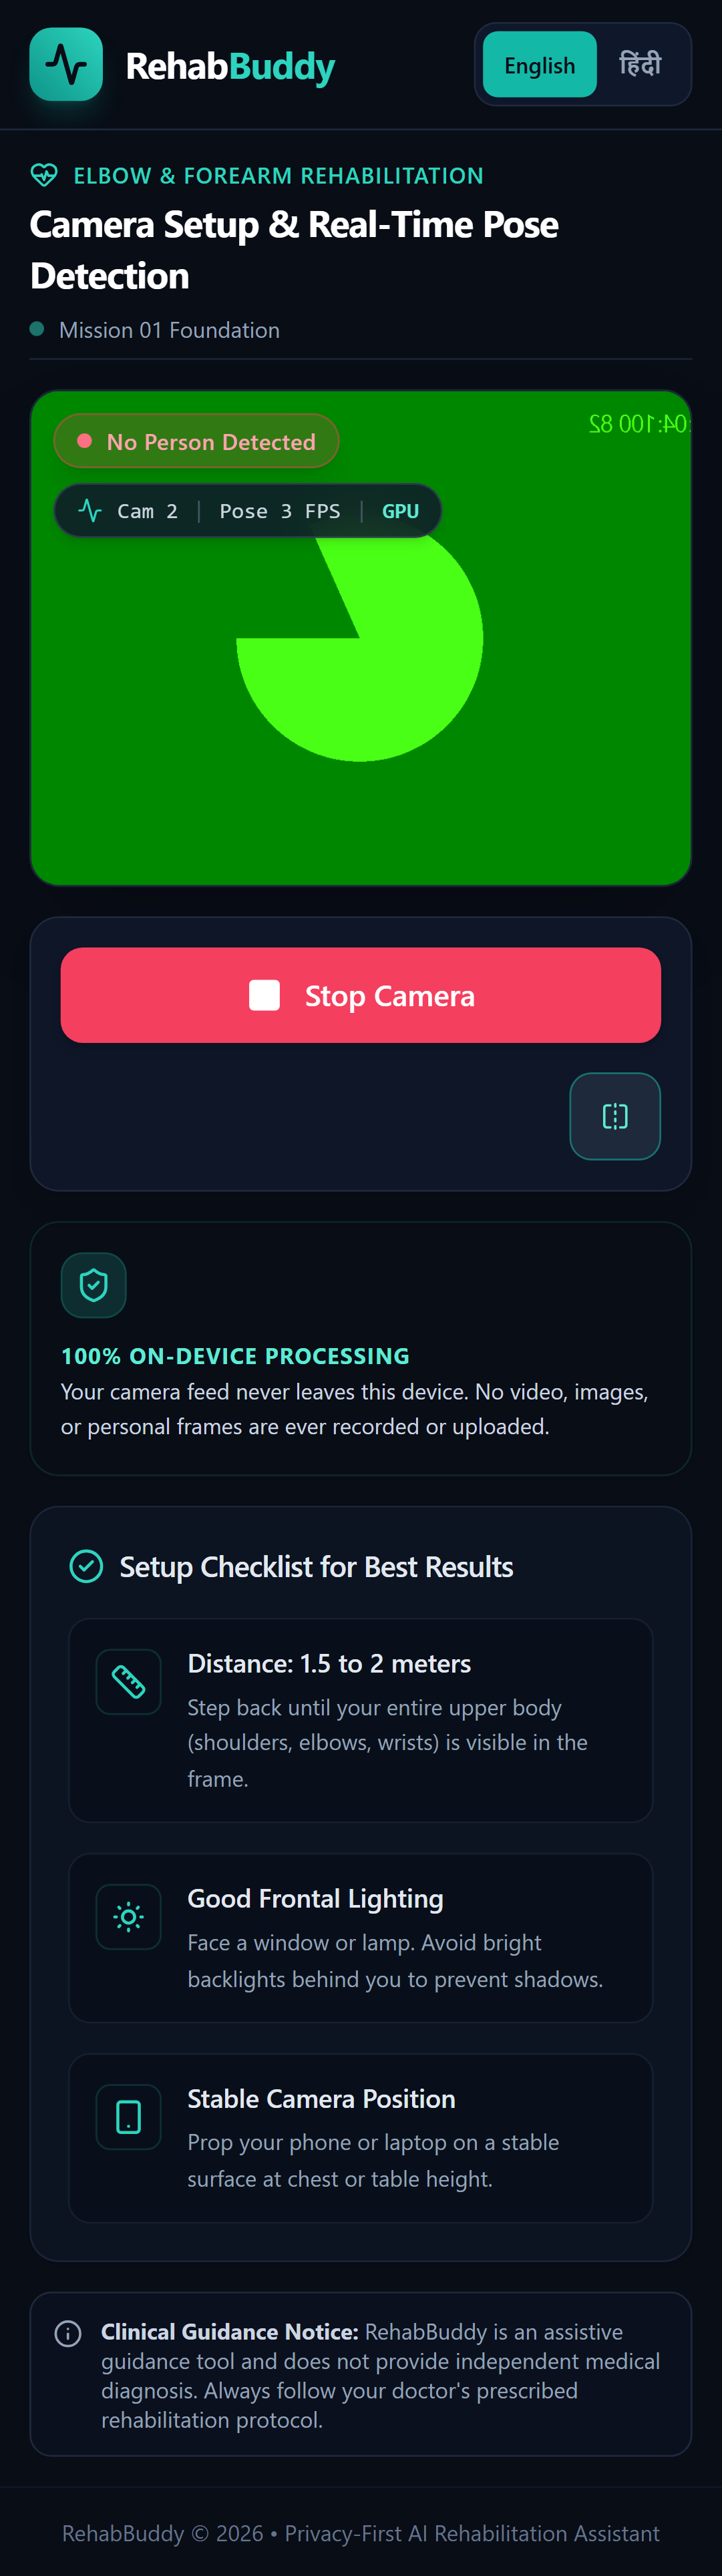 RehabBuddy
English
हिंदी
ELBOW & FOREARM REHABILITATION
Camera Setup & Real-Time Pose
Detection
Mission 01 Foundation
No Person Detected
Cam 2 | Pose 3 FPS | GPU
Stop Camera
100% ON-DEVICE PROCESSING
Your camera feed never leaves this device. No video, images,
or personal frames are ever recorded or uploaded.
Setup Checklist for Best Results
Distance: 1.5 to 2 meters
Step back until your entire upper body
(shoulders, elbows, wrists) is visible in the
frame.
Good Frontal Lighting
Face a window or lamp. Avoid bright
backlights behind you to prevent shadows.
Stable Camera Position
Prop your phone or laptop on a stable
surface at chest or table height.
Clinical Guidance Notice: RehabBuddy is an assistive
guidance tool and does not provide independent medical
diagnosis. Always follow your doctor's prescribed
rehabilitation protocol.
RehabBuddy © 2026 • Privacy-First AI Rehabilitation Assistant